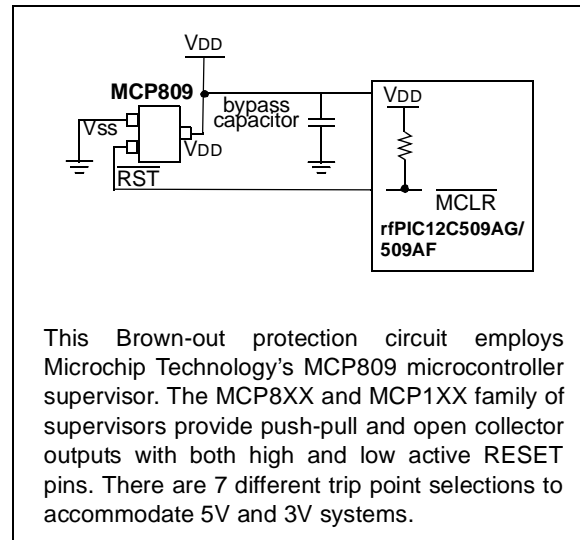 VDD
MCP809
bypass
capacitor
VSS
VDD
RST
VDD
MCLR
rfPIC12C509AG/
509AF
This Brown-out protection circuit employs
Microchip Technology's MCP809 microcontroller
supervisor. The MCP8XX and MCP1XX family of
supervisors provide push-pull and open collector
outputs with both high and low active RESET
pins. There are 7 different trip point selections to
accommodate 5V and 3V systems.